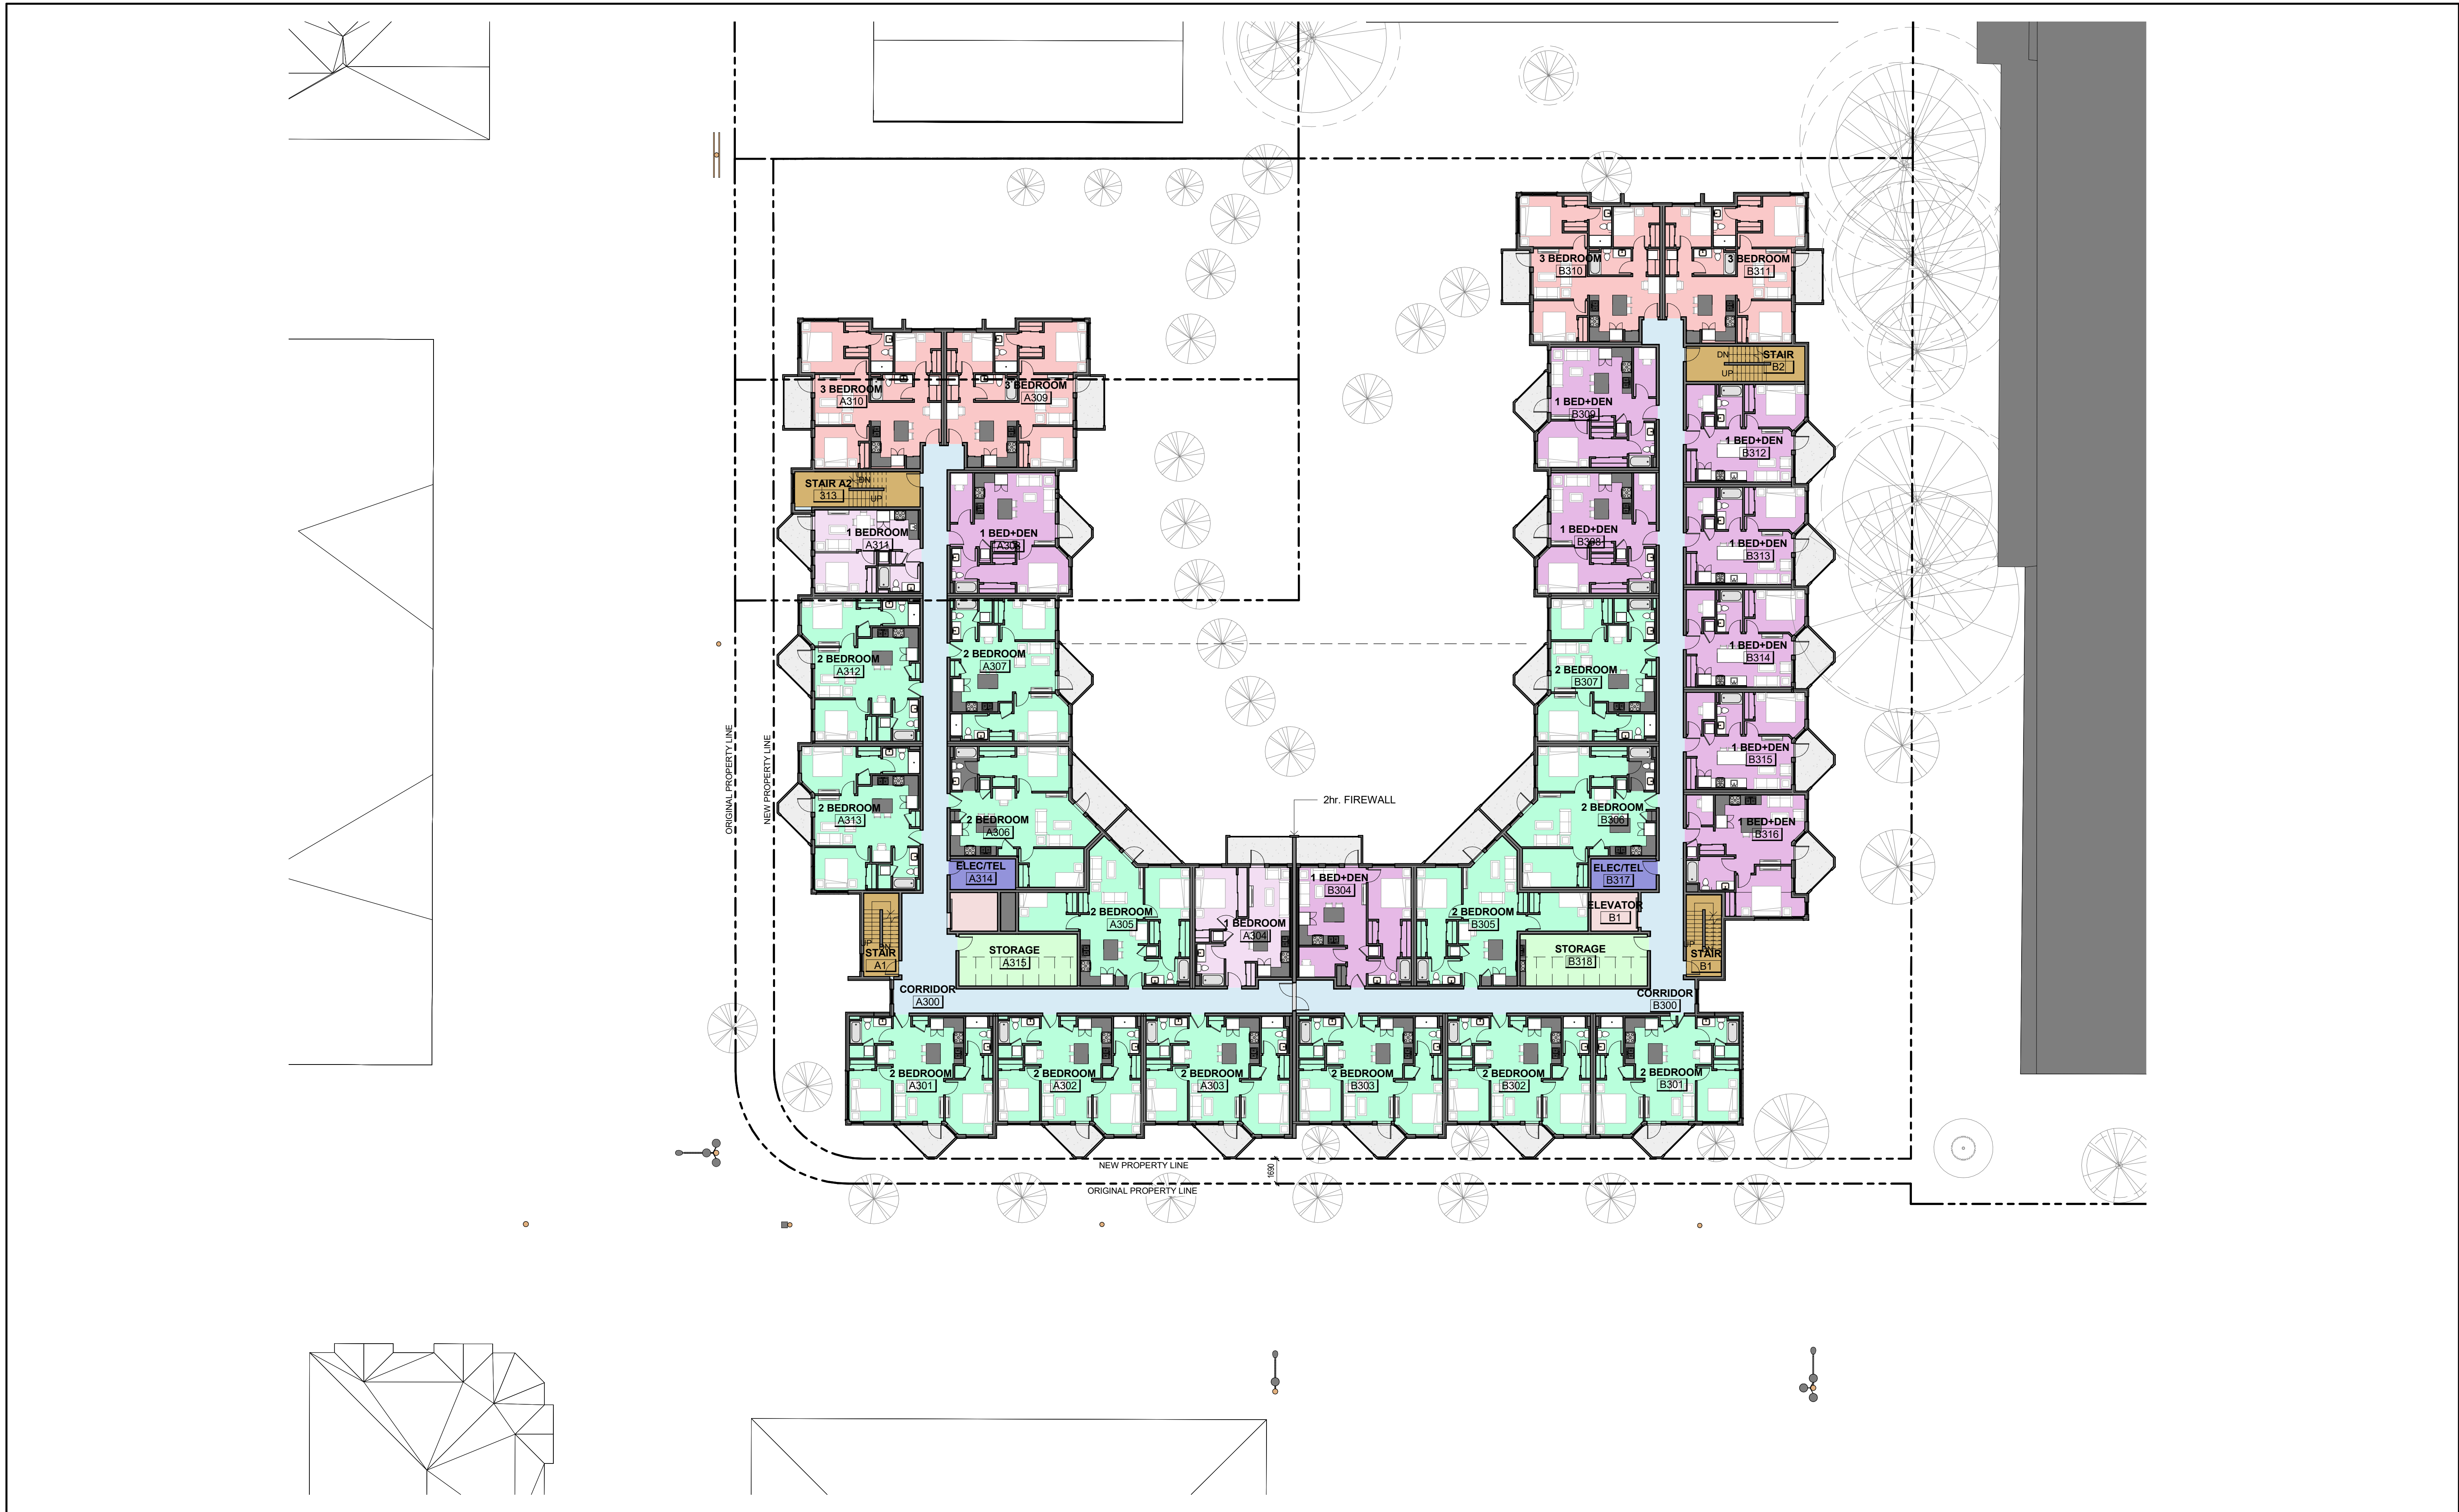 3 BEDROOM
B310
3 BEDROOM
B311
DN
UP
STAIR
B2
3 BEDROOM
A310
3 BEDROOM
A309
1 BED+DEN
B309
1 BED+DEN
B312
STAIR A2
313
DN
UP
1 BEDROOM
A311
1 BED+DEN
A308
1 BED+DEN
B308
1 BED+DEN
B313
2 BEDROOM
A312
2 BEDROOM
A307
2 BEDROOM
B307
1 BED+DEN
B314
ORIGINAL PROPERTY LINE
NEW PROPERTY LINE
1 BED+DEN
B315
2hr. FIREWALL
2 BEDROOM
A313
2 BEDROOM
A306
2 BEDROOM
B306
1 BED+DEN
B316
ELEC/TEL
A314
1 BED+DEN
B304
ELEC/TEL
B317
2 BEDROOM
A305
1 BEDROOM
A304
2 BEDROOM
B305
ELEVATOR
B1
UP
DN
STAIR
A1
STORAGE
A315
STORAGE
B318
UP
DN
STAIR
B1
CORRIDOR
A300
CORRIDOR
B300
2 BEDROOM
A301
2 BEDROOM
A302
2 BEDROOM
A303
2 BEDROOM
B303
2 BEDROOM
B302
2 BEDROOM
B301
NEW PROPERTY LINE
1690
ORIGINAL PROPERTY LINE